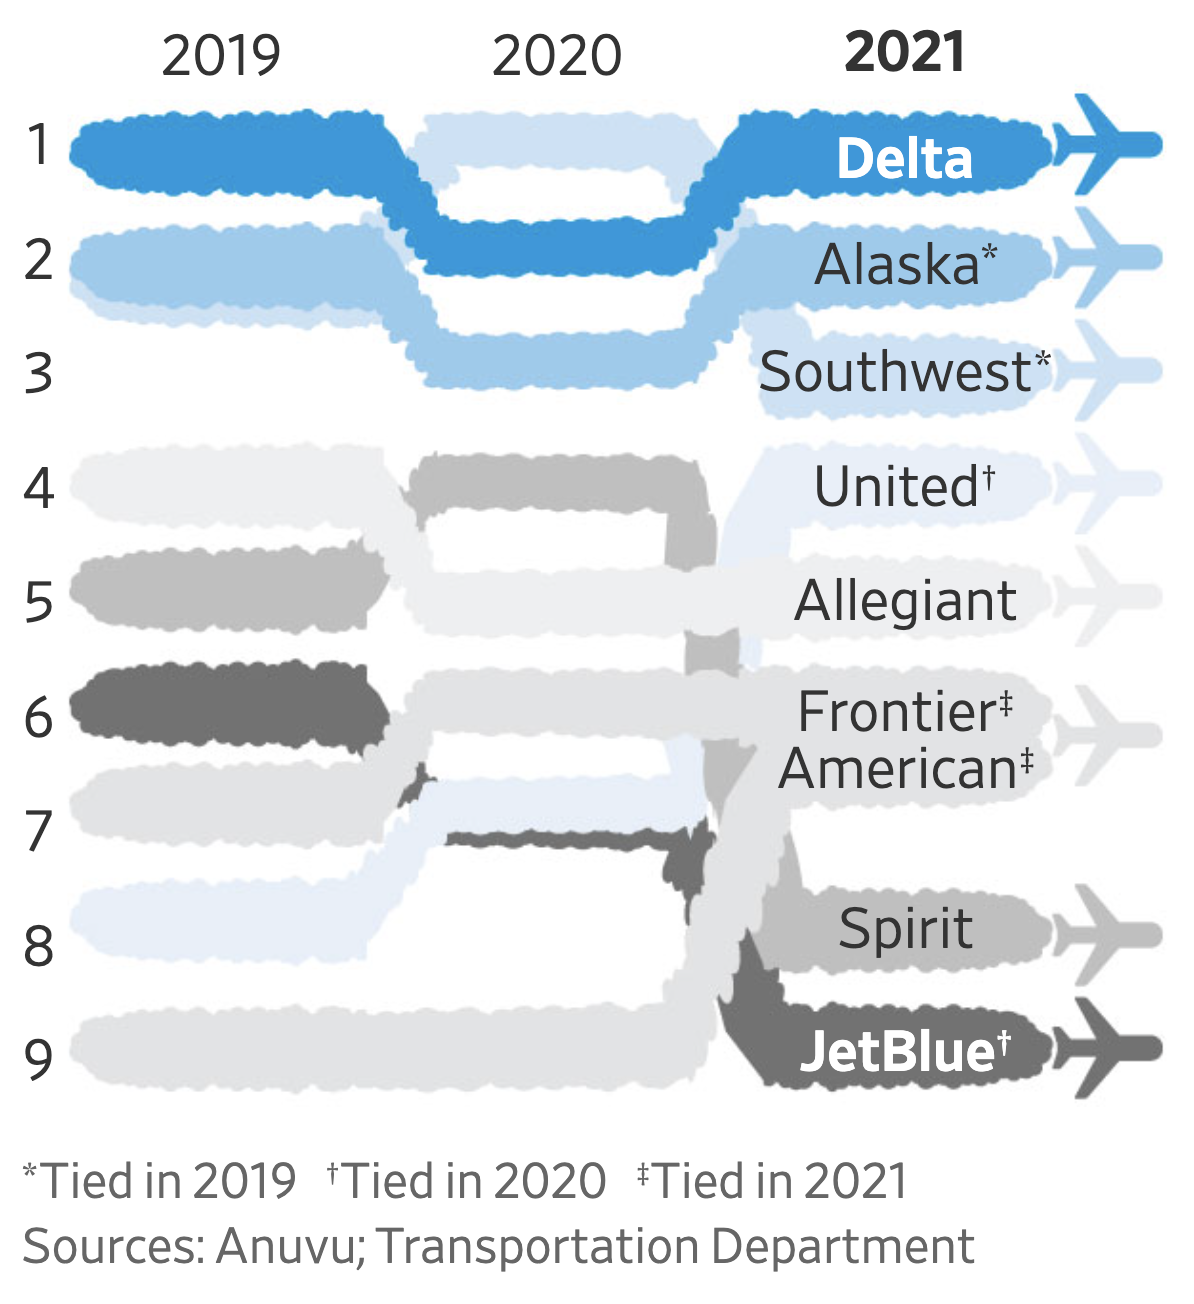 2019 2020 2021
1 Delta
2 Alaska*
3 Southwest*
4 United†
5 Allegiant
6 Frontier‡
American‡
7
8 Spirit
9 JetBlue†
*Tied in 2019 †Tied in 2020 ‡Tied in 2021
Sources: Anuvu; Transportation Department